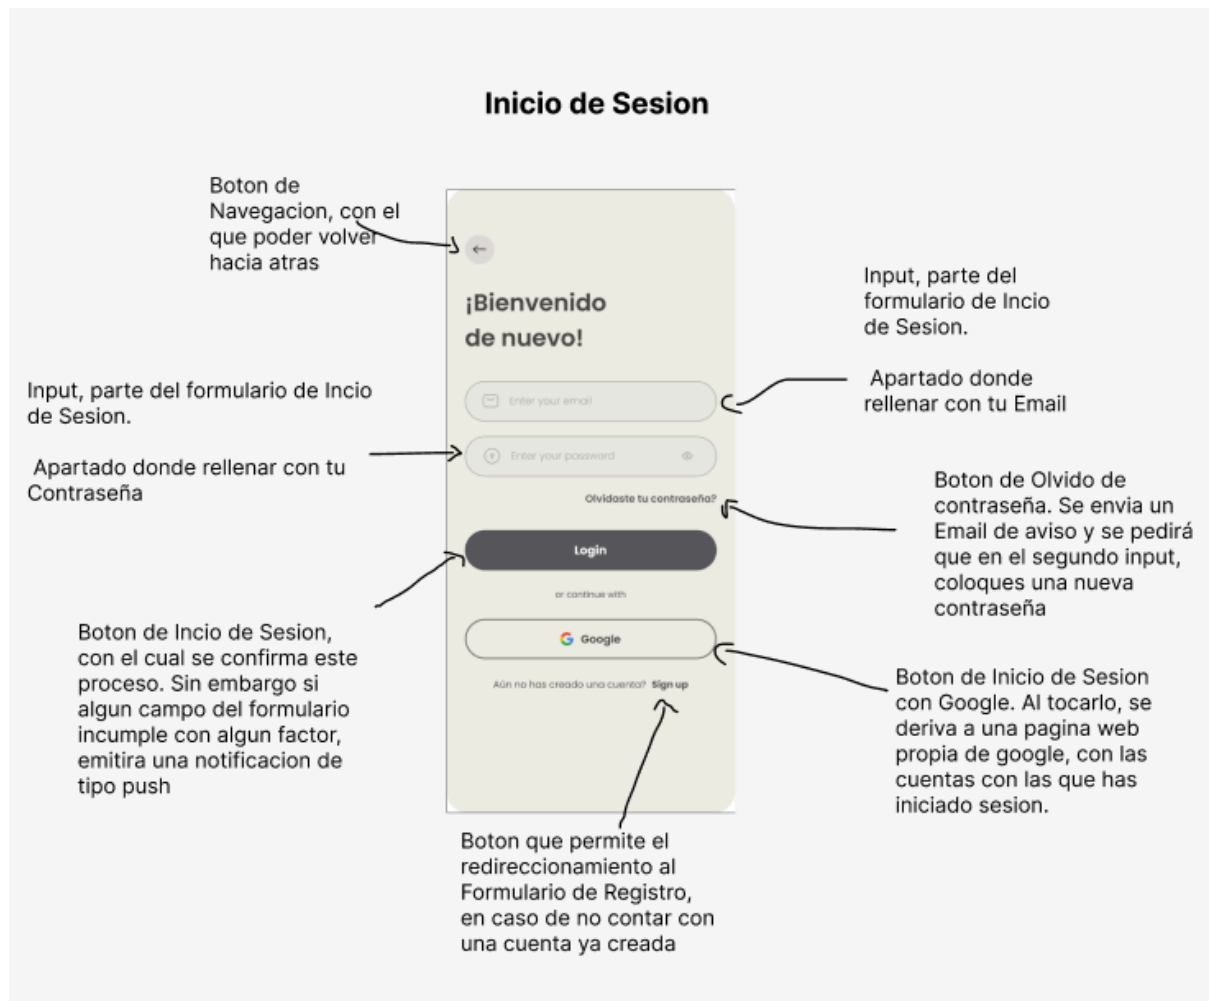 Inicio de Sesion
Boton de
Navegacion, con el
que poder volver
hacia atras
¡Bienvenido
de nuevo!
Input, parte del
formulario de Incio
de Sesion.
Apartado donde
rellenar con tu Email
Input, parte del formulario de Incio
de Sesion.
Apartado donde rellenar con tu
Contraseña
Enter your email
Enter your password
Olvidaste tu contraseña?
Boton de Olvido de
contraseña. Se envia un
Email de aviso y se pedirá
que en el segundo input,
coloques una nueva
contraseña
Login
or continue with
Google
Aún no has creado una cuenta? Sign up
Boton de Incio de Sesion,
con el cual se confirma este
proceso. Sin embargo si
algun campo del formulario
incumple con algun factor,
emitira una notificacion de
tipo push
Boton de Inicio de Sesion
con Google. Al tocarlo, se
deriva a una pagina web
propia de google, con las
cuentas con las que has
iniciado sesion.
Boton que permite el
redireccionamiento al
Formulario de Registro,
en caso de no contar con
una cuenta ya creada